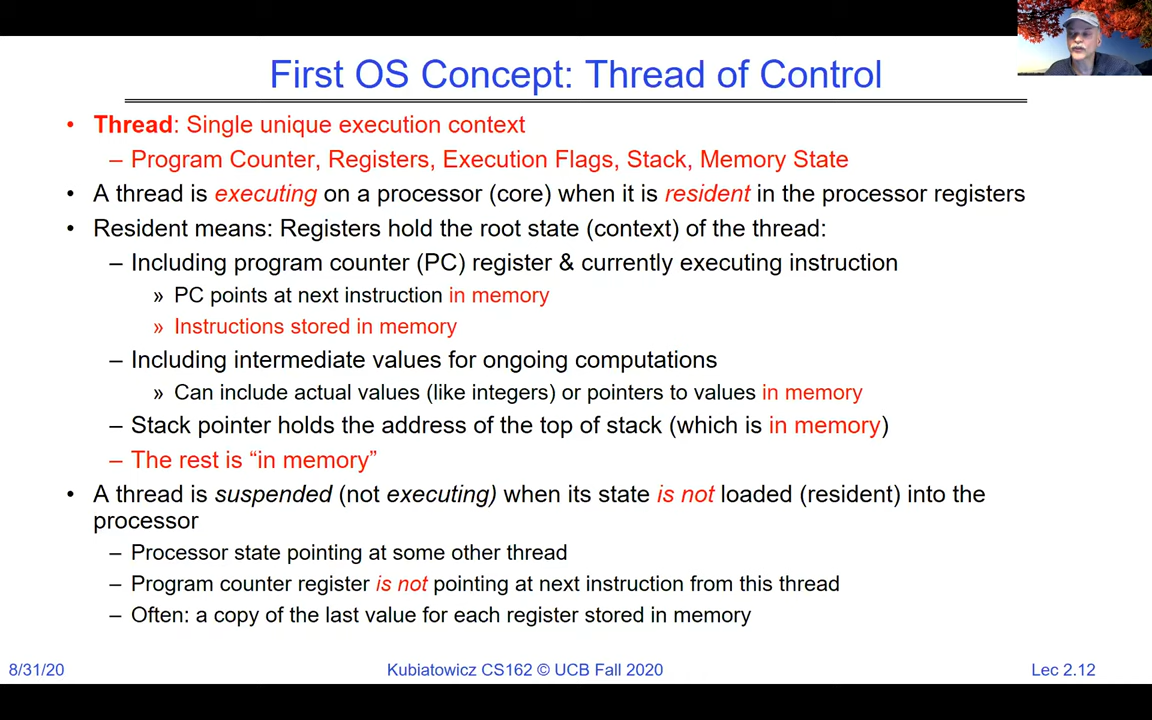 First OS Concept: Thread of Control
• Thread: Single unique execution context
– Program Counter, Registers, Execution Flags, Stack, Memory State
• A thread is executing on a processor (core) when it is resident in the processor registers
• Resident means: Registers hold the root state (context) of the thread:
– Including program counter (PC) register & currently executing instruction
» PC points at next instruction in memory
» Instructions stored in memory
– Including intermediate values for ongoing computations
» Can include actual values (like integers) or pointers to values in memory
– Stack pointer holds the address of the top of stack (which is in memory)
– The rest is “in memory”
• A thread is suspended (not executing) when its state is not loaded (resident) into the
processor
– Processor state pointing at some other thread
– Program counter register is not pointing at next instruction from this thread
– Often: a copy of the last value for each register stored in memory
8/31/20
Kubiatowicz CS162 © UCB Fall 2020
Lec 2.12